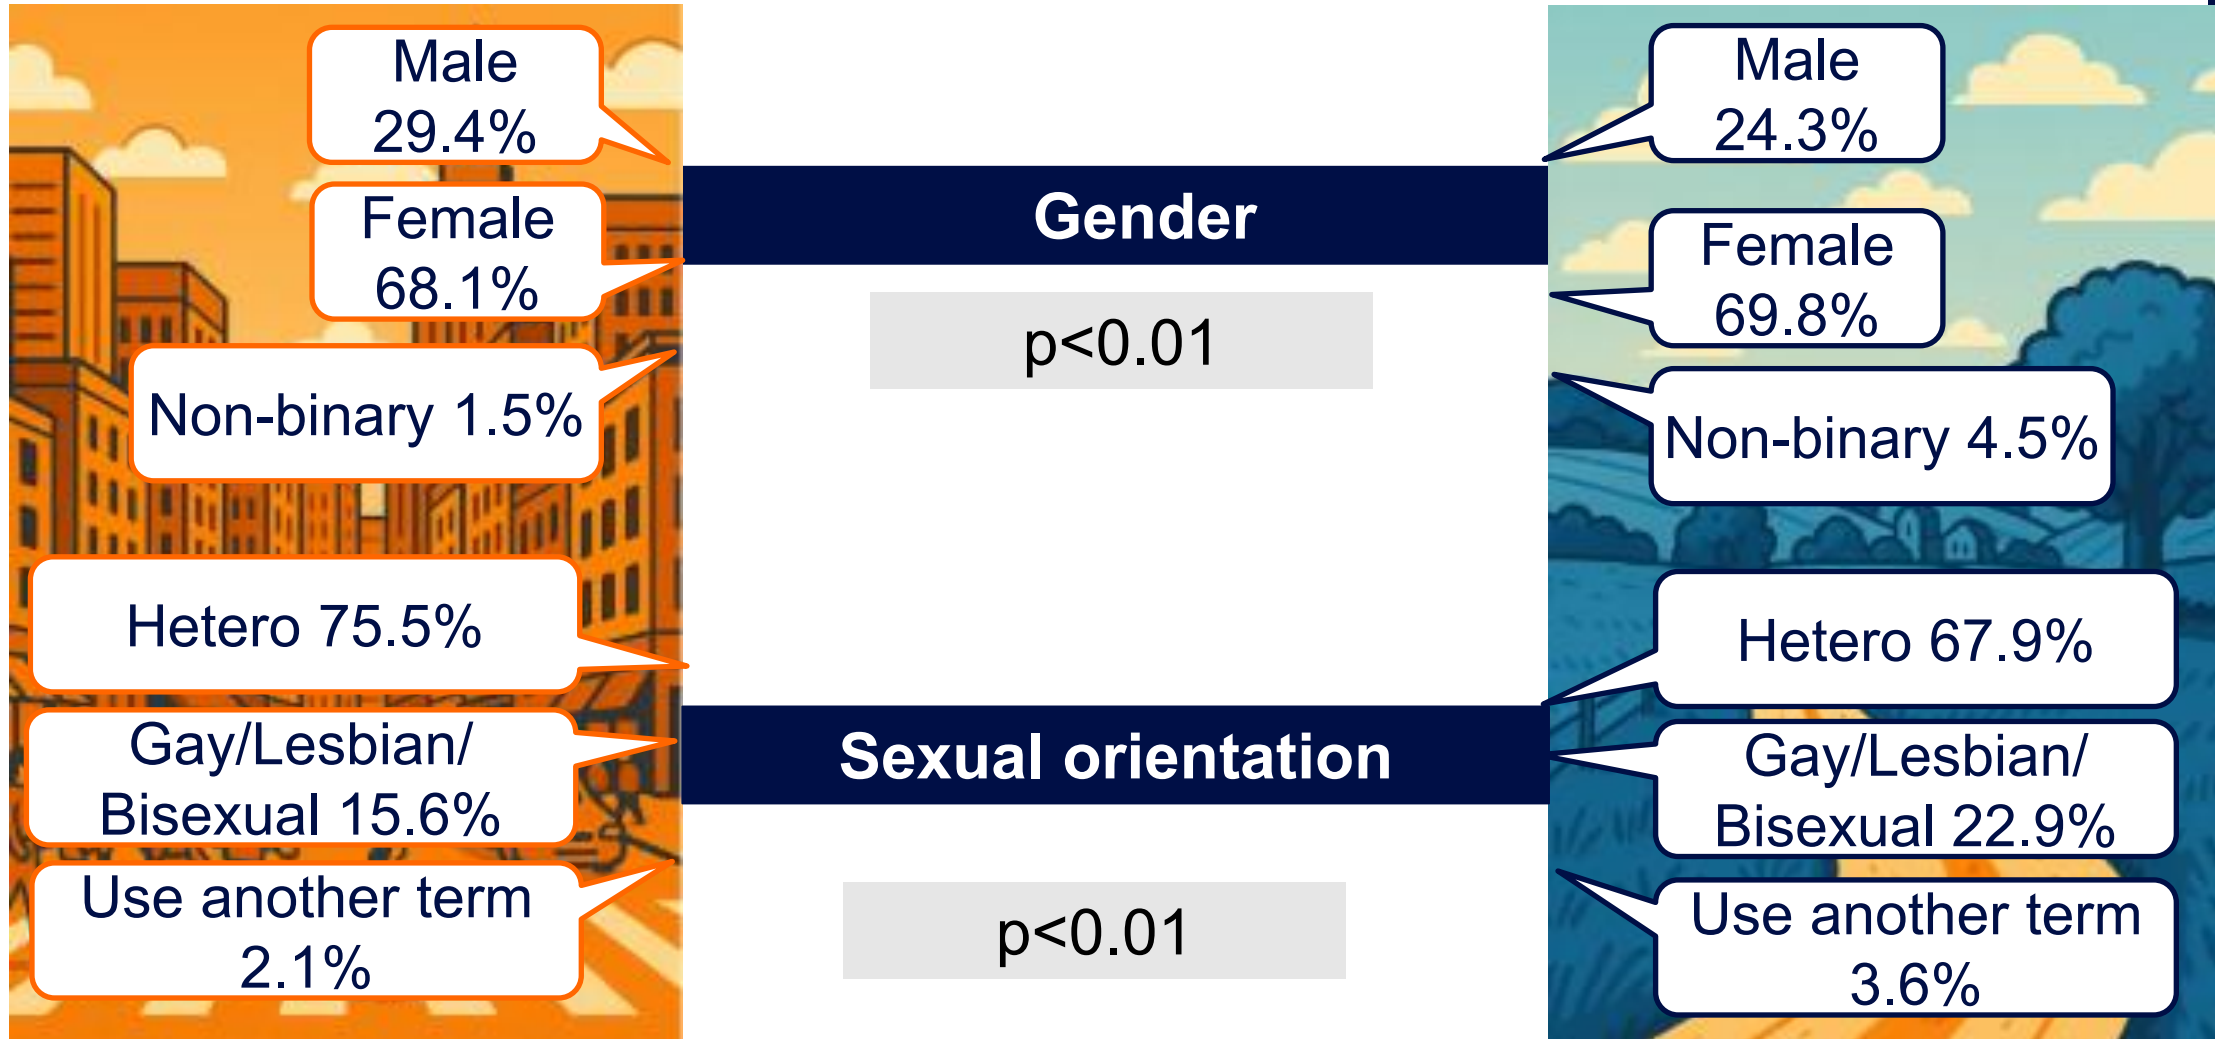 Male
29.4%
Female
68.1%
Non-binary 1.5%
Hetero 75.5%
Gay/Lesbian/
Bisexual 15.6%
Use another term
2.1%
Gender
p<0.01
Sexual orientation
p<0.01
Male
24.3%
Female
69.8%
Non-binary 4.5%
Hetero 67.9%
Gay/Lesbian/
Bisexual 22.9%
Use another term
3.6%